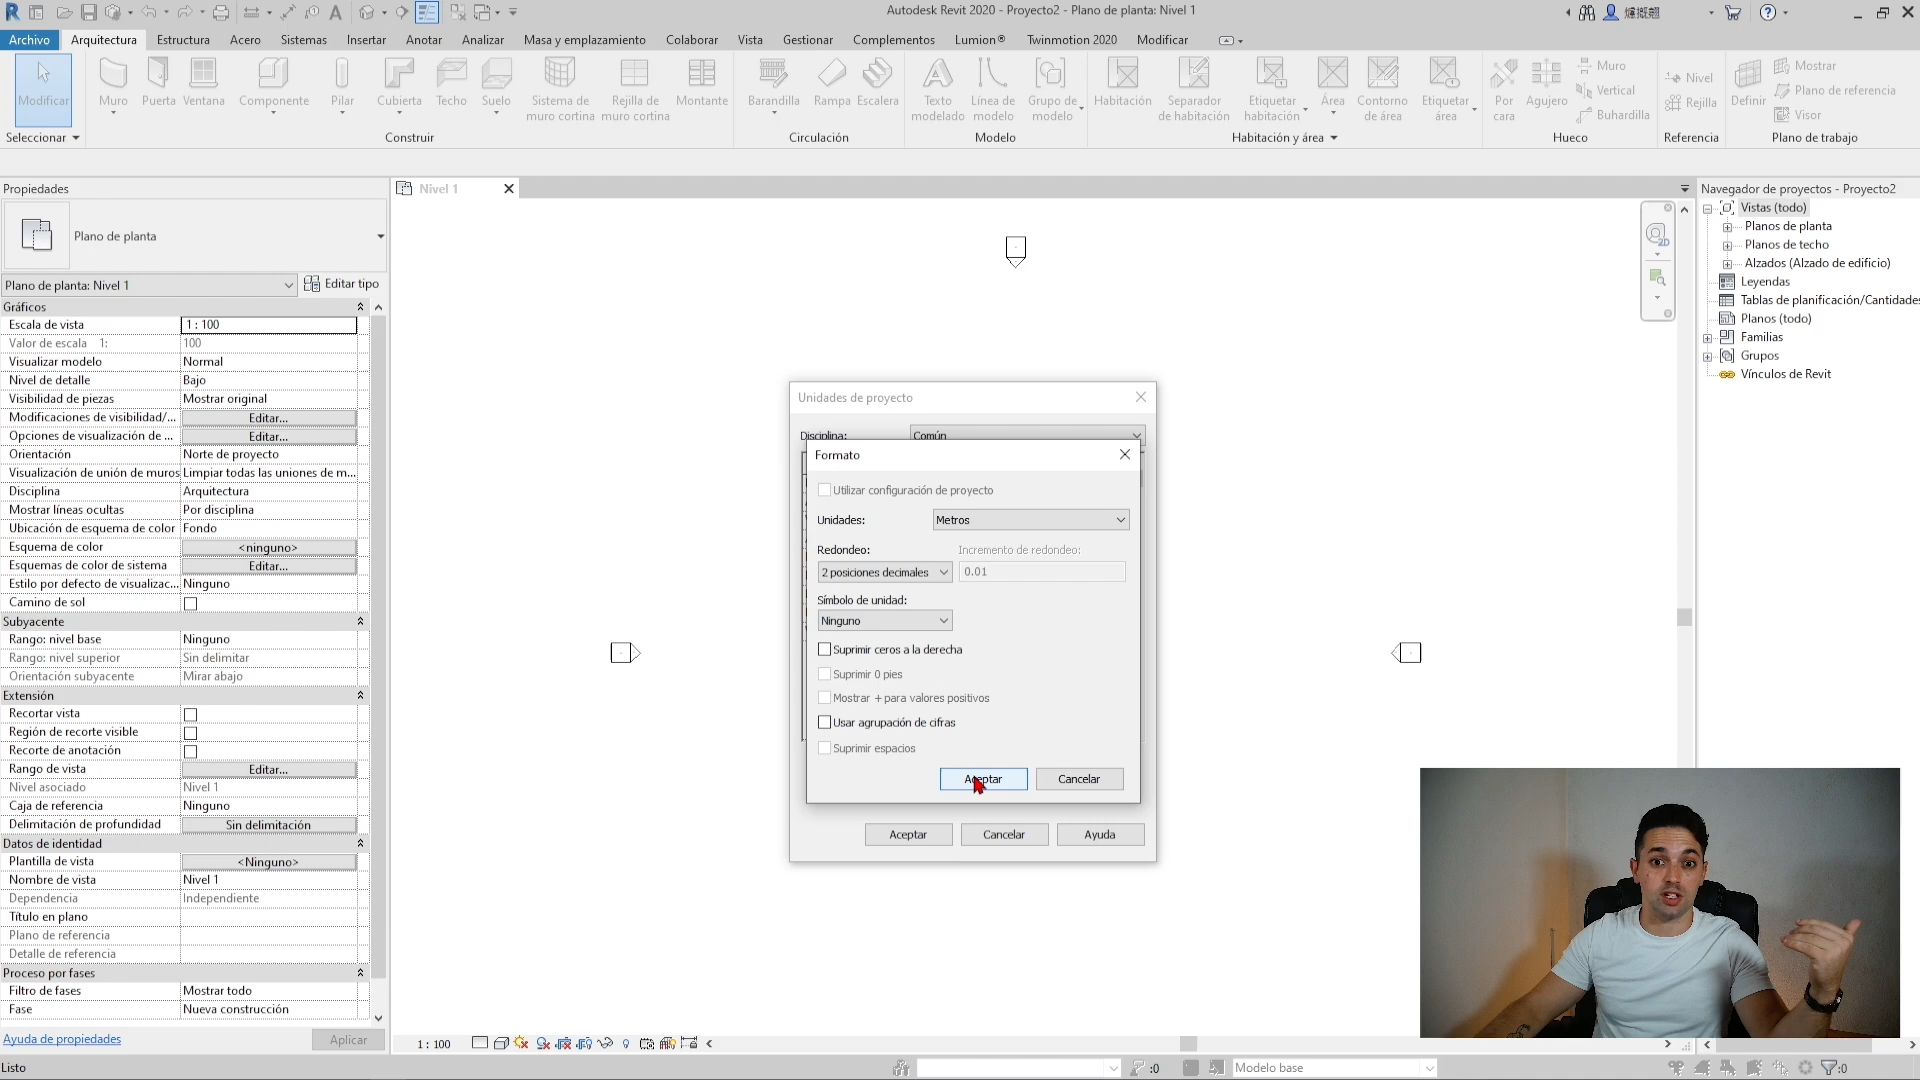 Autodesk Revit 2020 - Proyecto2 - Plano de planta: Nivel 1
Archivo Arquitectura Estructura Acero Sistemas Insertar Anotar Analizar Masa y emplazamiento Colaborar Vista Gestionar Complementos Lumion® Twinmotion 2020 Modificar
Modificar
Muro
Puerta
Ventana
Componente
Pilar
Cubierta
Techo
Suelo
Sistema de
muro cortina
Rejilla de
muro cortina
Montante
Barandilla
Rampa
Escalera
Texto
modelado
Línea de
modelo
Grupo de
modelo
Habitación
Separador
de habitación
Etiquetar
habitación
Área
Contorno
de área
Etiquetar
área
Por
cara
Agujero
Muro
Vertical
Buhardilla
Nivel
Rejilla
Definir
Mostrar
Plano de referencia
Visor
Seleccionar
Construir
Circulación
Modelo
Habitación y área
Hueco
Referencia
Plano de trabajo
Propiedades
Plano de planta
Plano de planta: Nivel 1
Editar tipo
Gráficos
Escala de vista 1 : 100
Valor de escala 1: 100
Visualizar modelo Normal
Nivel de detalle Bajo
Visibilidad de piezas Mostrar original
Modificaciones de visibilidad/... Editar...
Opciones de visualización de ... Editar...
Orientación Norte de proyecto
Visualización de unión de muros Limpiar todas las uniones de m...
Disciplina Arquitectura
Mostrar líneas ocultas Por disciplina
Ubicación de esquema de color Fondo
Esquema de color <ninguno>
Esquemas de color de sistema Editar...
Estilo por defecto de visualizac... Ninguno
Camino de sol
Subyacente
Rango: nivel base Ninguno
Rango: nivel superior Sin delimitar
Orientación subyacente Mirar abajo
Extensión
Recortar vista
Región de recorte visible
Recorte de anotación
Rango de vista Editar...
Nivel asociado Nivel 1
Caja de referencia Ninguno
Delimitación de profundidad Sin delimitación
Datos de identidad
Plantilla de vista <Ninguno>
Nombre de vista Nivel 1
Dependencia Independiente
Título en plano
Plano de referencia
Detalle de referencia
Proceso por fases
Filtro de fases Mostrar todo
Fase Nueva construcción
Ayuda de propiedades
Aplicar
Nivel 1
2D
Unidades de proyecto
Disciplina: Común
Formato
Utilizar configuración de proyecto
Unidades: Metros
Redondeo: Incremento de redondeo:
2 posiciones decimales 0.01
Símbolo de unidad:
Ninguno
Suprimir ceros a la derecha
Suprimir 0 pies
Mostrar + para valores positivos
Usar agrupación de cifras
Suprimir espacios
Aceptar Cancelar
Aceptar Cancelar Ayuda
Navegador de proyectos - Proyecto2
Vistas (todo)
Planos de planta
Planos de techo
Alzados (Alzado de edificio)
Leyendas
Tablas de planificación/Cantidades
Planos (todo)
Familias
Grupos
Vínculos de Revit
1 : 100
Listo
:0
Modelo base
:0